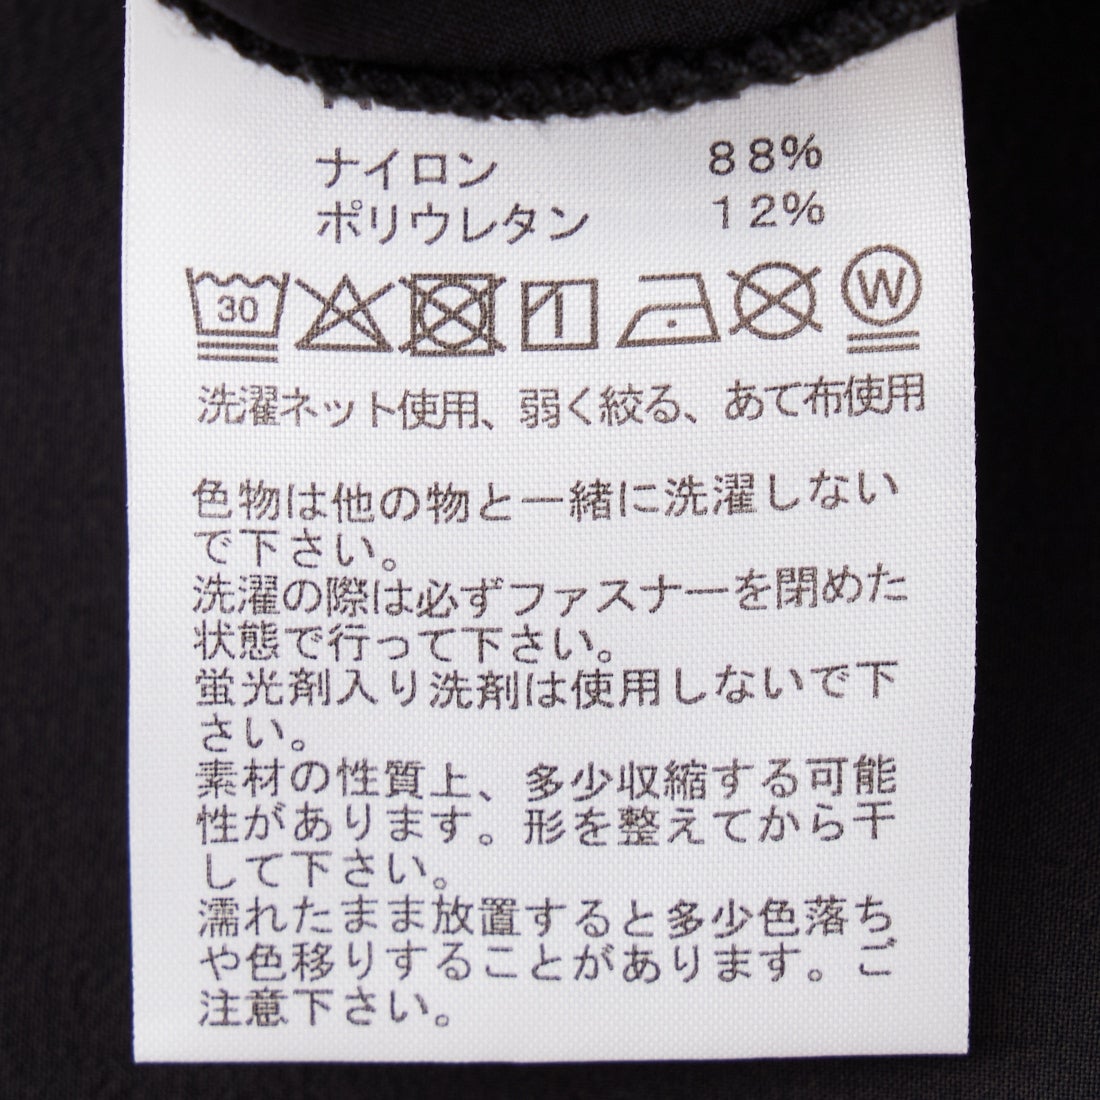 ナイロン 88%
ポリウレタン 12%
30 W
洗濯ネット使用、弱く絞る、あて布使用
色物は他の物と一緒に洗濯しない
で下さい。
洗濯の際は必ずファスナーを閉めた
状態で行って下さい。
蛍光剤入り洗剤は使用しないで下
さい。
素材の性質上、多少収縮する可能
性があります。形を整えてから干
して下さい。
濡れたまま放置すると多少色落ち
や色移りすることがあります。ご
注意下さい。